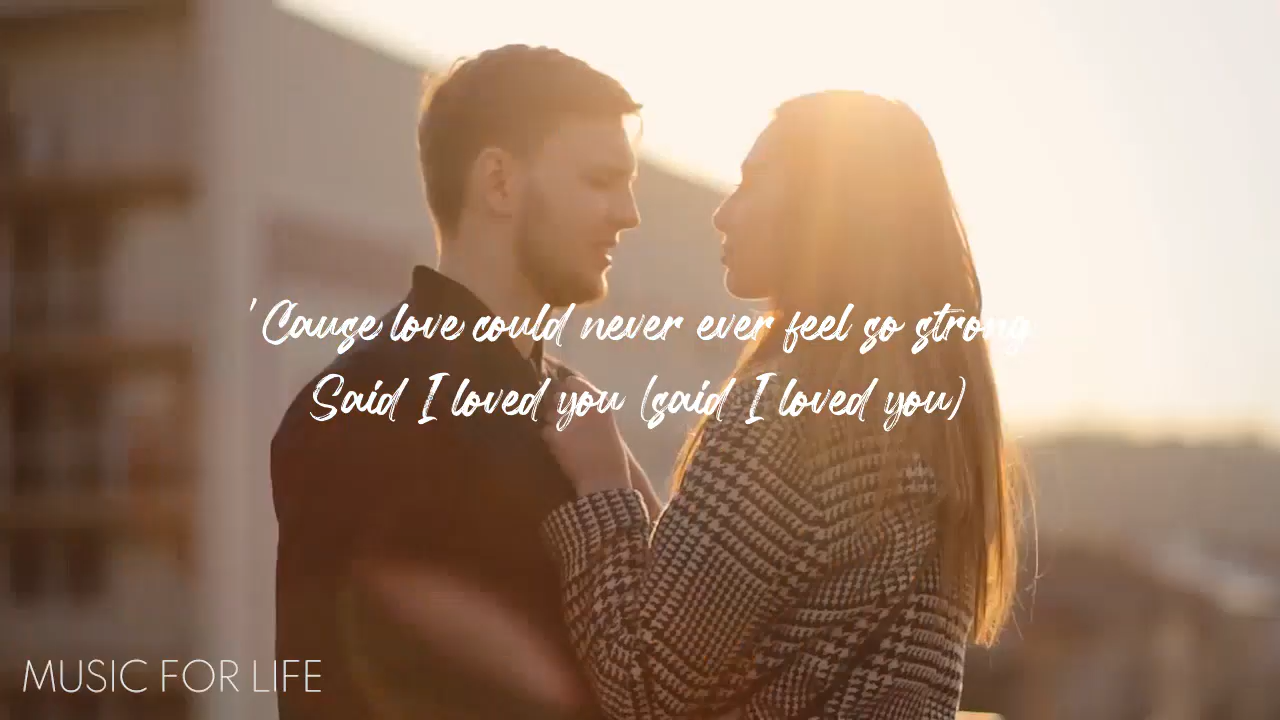 'Cause love could never ever feel so strong
Said I loved you (said I loved you)
MUSIC FOR LIFE